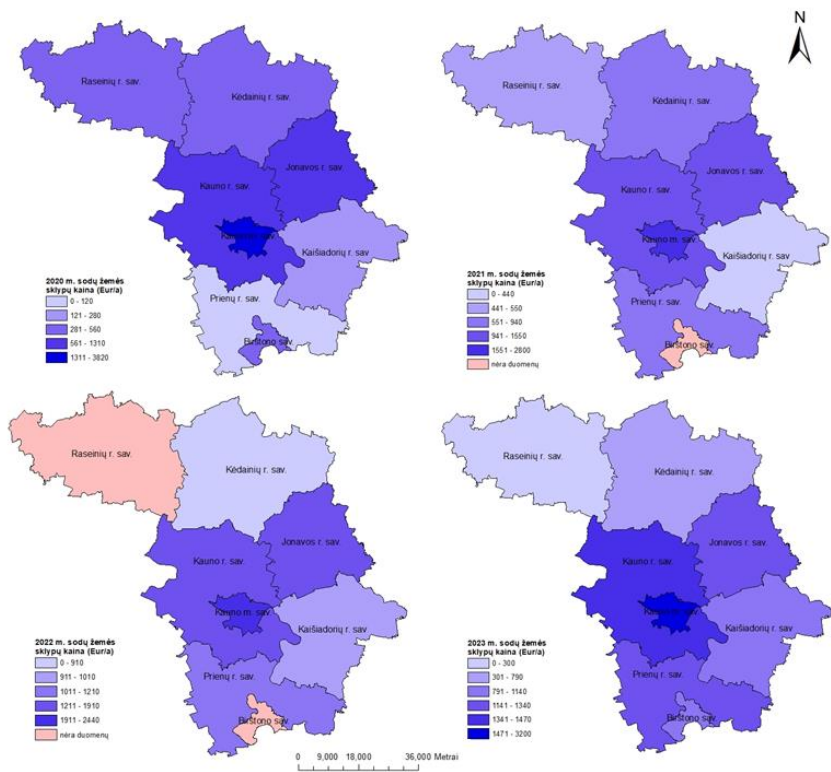 N
Raseinių r. sav.
Kėdainių r. sav.
Jonavos r. sav.
Kauno r. sav.
Kaišiadorių r. sav
Prienų r. sav.
Birštono sav.
2020 m. sodų žemės
sklypų kaina (Eur/a)
0 - 120
121 - 280
281 - 560
561 - 1310
1311 - 3820
Raseinių r. sav.
Kėdainių r. sav.
Jonavos r. sav.
Kauno r. sav.
Kauno m. sav.
Kaišiadorių r. sav
Prienų r. sav.
Birštono sav.
2021 m. sodų žemės
sklypų kaina (Eur/a)
0 - 440
441 - 550
551 - 940
941 - 1550
1551 - 2800
nėra duomenų
Raseinių r. sav.
Kėdainių r. sav.
Jonavos r. sav.
Kauno r. sav.
Kauno m. sav.
Kaišiadorių r. sav
Prienų r. sav.
Birštono sav.
2022 m. sodų žemės
sklypų kaina (Eur/a)
0 - 910
911 - 1010
1011 - 1210
1211 - 1910
1911 - 2440
nėra duomenų
Raseinių r. sav.
Kėdainių r. sav.
Jonavos r. sav.
Kauno r. sav.
Kaišiadorių r. sav
Prienų r. sav.
Birštono sav.
2023 m. sodų žemės
sklypų kaina (Eur/a)
0 - 300
301 - 790
791 - 1140
1141 - 1340
1341 - 1470
1471 - 3200
0 9,000 18,000 36,000 Metrai